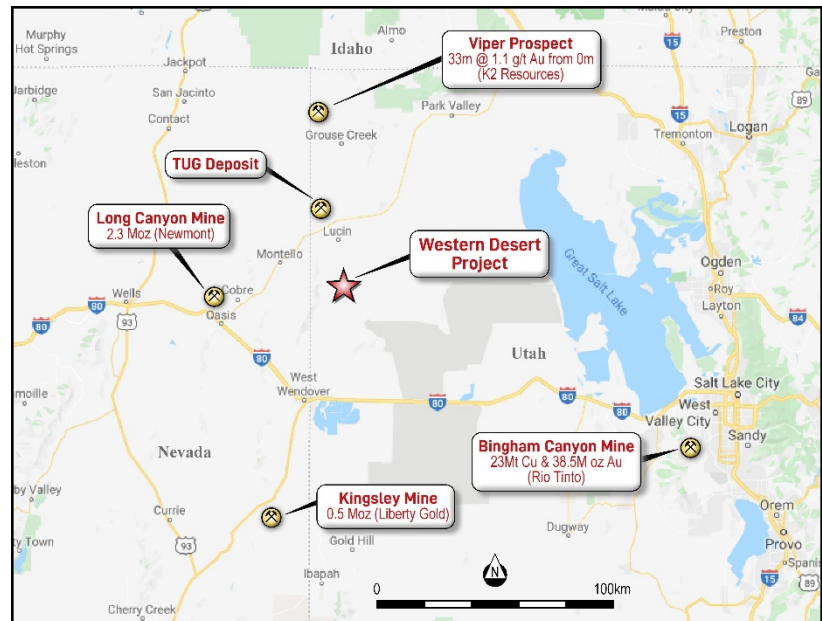 Murphy
Hot Springs
Idaho
Almo
Preston
15
Jackpot
Viper Prospect
33m @ 1.1 g/t Au from 0m
(K2 Resources)
Jarbidge
San Jacinto
Park Valley
89
Contact
Grouse Creek
15
Logan
Tremonton
TUG Deposit
Long Canyon Mine
2.3 Moz (Newmont)
Lucin
Montello
Western Desert
Project
Great Salt Lake
Ogden
Roy
Layton
Wells
Cobre
Oasis
80
80
93
84
80
Utah
West
Wendover
80
80
Salt Lake City
West
Valley City
Sandy
Nevada
Bingham Canyon Mine
23Mt Cu & 38.5M oz Au
(Rio Tinto)
Kingsley Mine
0.5 Moz (Liberty Gold)
Currie
93
Gold Hill
Dugway
Orem
Provo
Ibapah
N
0
100km
15
Cherry Creek